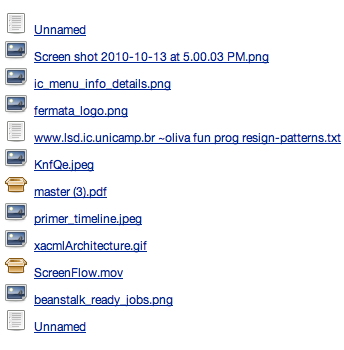 Unnamed
Screen shot 2010-10-13 at 5.00.03 PM.png
ic_menu_info_details.png
fermata_logo.png
www.lsd.ic.unicamp.br ~oliva fun prog resign-patterns.txt
KnfQe.jpeg
master (3).pdf
primer_timeline.jpeg
xacmlArchitecture.gif
ScreenFlow.mov
beanstalk_ready_jobs.png
Unnamed